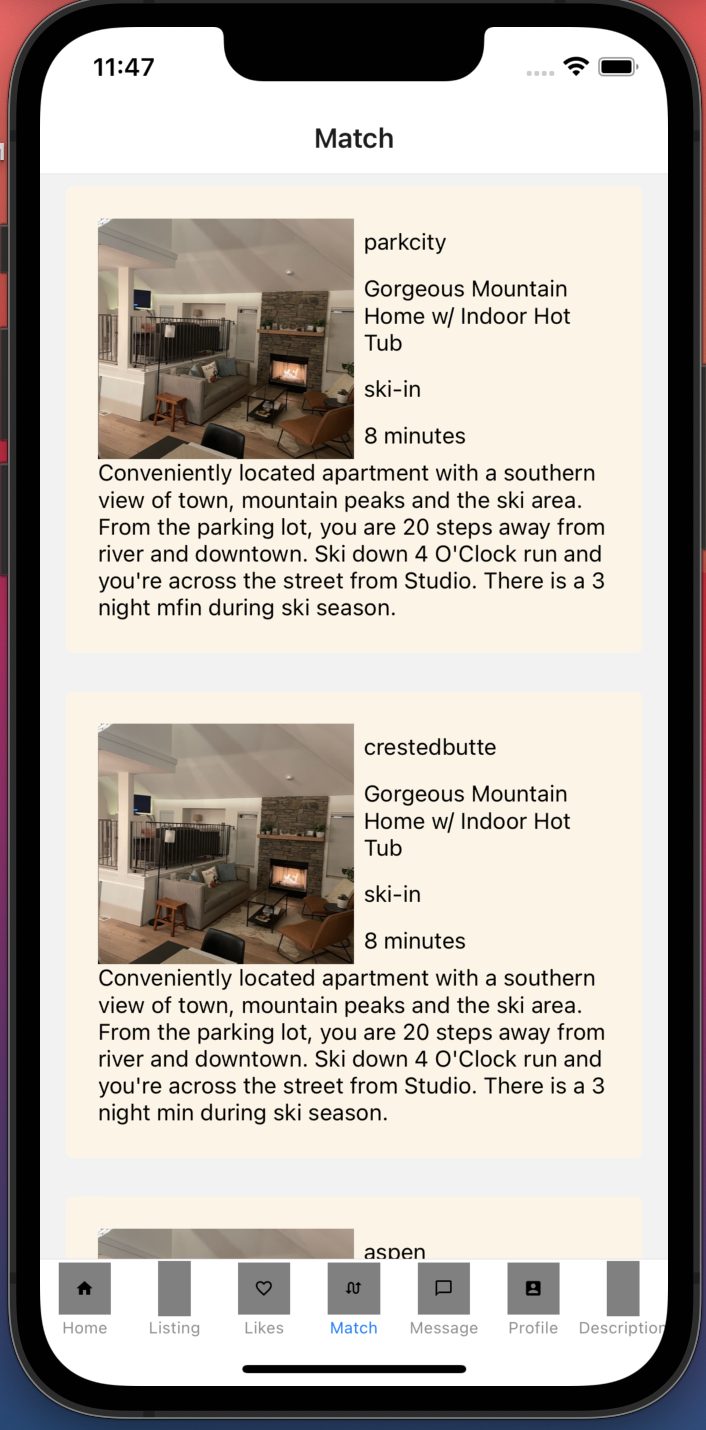 11:47
Match
parkcity
Gorgeous Mountain
Home w/ Indoor Hot
Tub
ski-in
8 minutes
Conveniently located apartment with a southern
view of town, mountain peaks and the ski area.
From the parking lot, you are 20 steps away from
river and downtown. Ski down 4 O'Clock run and
you're across the street from Studio. There is a 3
night mfin during ski season.
crestedbutte
Gorgeous Mountain
Home w/ Indoor Hot
Tub
ski-in
8 minutes
Conveniently located apartment with a southern
view of town, mountain peaks and the ski area.
From the parking lot, you are 20 steps away from
river and downtown. Ski down 4 O'Clock run and
you're across the street from Studio. There is a 3
night min during ski season.
aspen
Home Listing Likes Match Message Profile Description